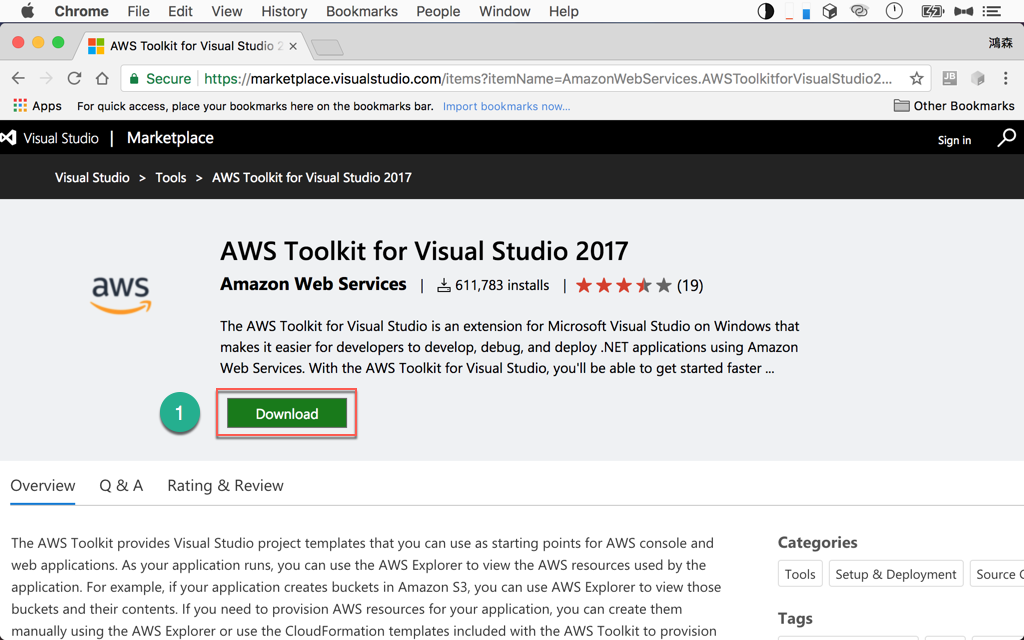 Chrome File Edit View History Bookmarks People Window Help
AWS Toolkit for Visual Studio 2
鴻森
Secure https://marketplace.visualstudio.com/items?itemName=AmazonWebServices.AWSToolkitforVisualStudio2...
JB
Apps For quick access, place your bookmarks here on the bookmarks bar. Import bookmarks now... Other Bookmarks
Visual Studio | Marketplace Sign in
Visual Studio > Tools > AWS Toolkit for Visual Studio 2017
AWS Toolkit for Visual Studio 2017
aws
Amazon Web Services | 611,783 installs | (19)
The AWS Toolkit for Visual Studio is an extension for Microsoft Visual Studio on Windows that
makes it easier for developers to develop, debug, and deploy .NET applications using Amazon
Web Services. With the AWS Toolkit for Visual Studio, you'll be able to get started faster ...
1 Download
Overview Q & A Rating & Review
The AWS Toolkit provides Visual Studio project templates that you can use as starting points for AWS console and
web applications. As your application runs, you can use the AWS Explorer to view the AWS resources used by the
application. For example, if your application creates buckets in Amazon S3, you can use AWS Explorer to view those
buckets and their contents. If you need to provision AWS resources for your application, you can create them
manually using the AWS Explorer or use the CloudFormation templates included with the AWS Toolkit to provision
Categories
Tools Setup & Deployment Source
Tags